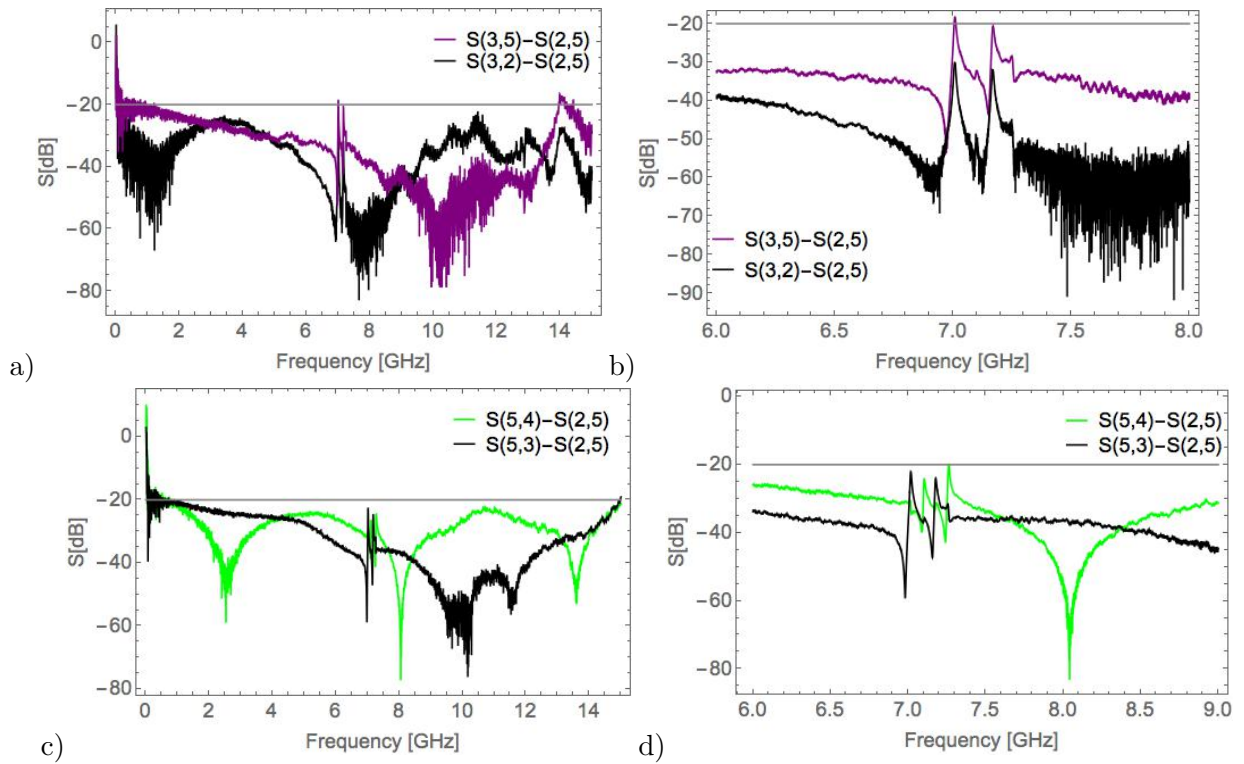 S(3,5)−S(2,5)
S(3,2)−S(2,5)
S[dB]
0
−20
−40
−60
−80
0 2 4 6 8 10 12 14
Frequency [GHz]
a)
S(3,5)−S(2,5)
S(3,2)−S(2,5)
S[dB]
−20
−30
−40
−50
−60
−70
−80
−90
6.0 6.5 7.0 7.5 8.0
Frequency [GHz]
b)
S(5,4)−S(2,5)
S(5,3)−S(2,5)
S[dB]
0
−20
−40
−60
−80
0 2 4 6 8 10 12 14
Frequency [GHz]
c)
S(5,4)−S(2,5)
S(5,3)−S(2,5)
S[dB]
0
−20
−40
−60
−80
6.0 6.5 7.0 7.5 8.0 8.5 9.0
Frequency [GHz]
d)